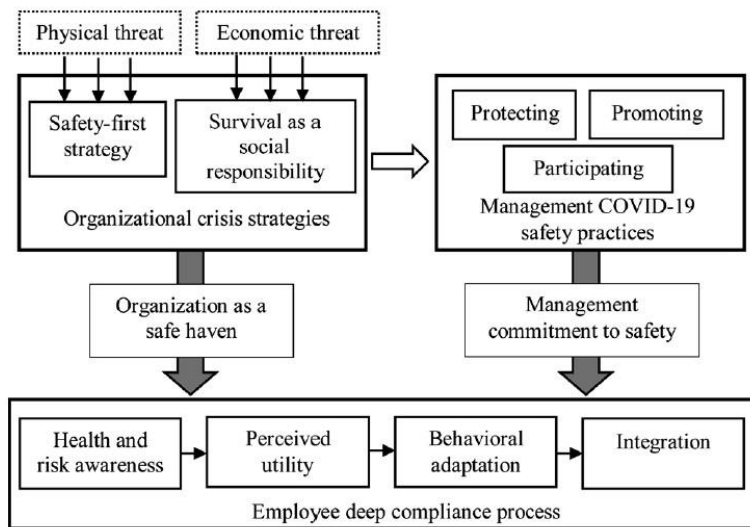 Physical threat
Economic threat
Safety-first
strategy
Survival as a
social
responsibility
Organizational crisis strategies
Protecting
Promoting
Participating
Management COVID-19
safety practices
Organization as a
safe haven
Management
commitment to safety
Health and
risk awareness
Perceived
utility
Behavioral
adaptation
Integration
Employee deep compliance process